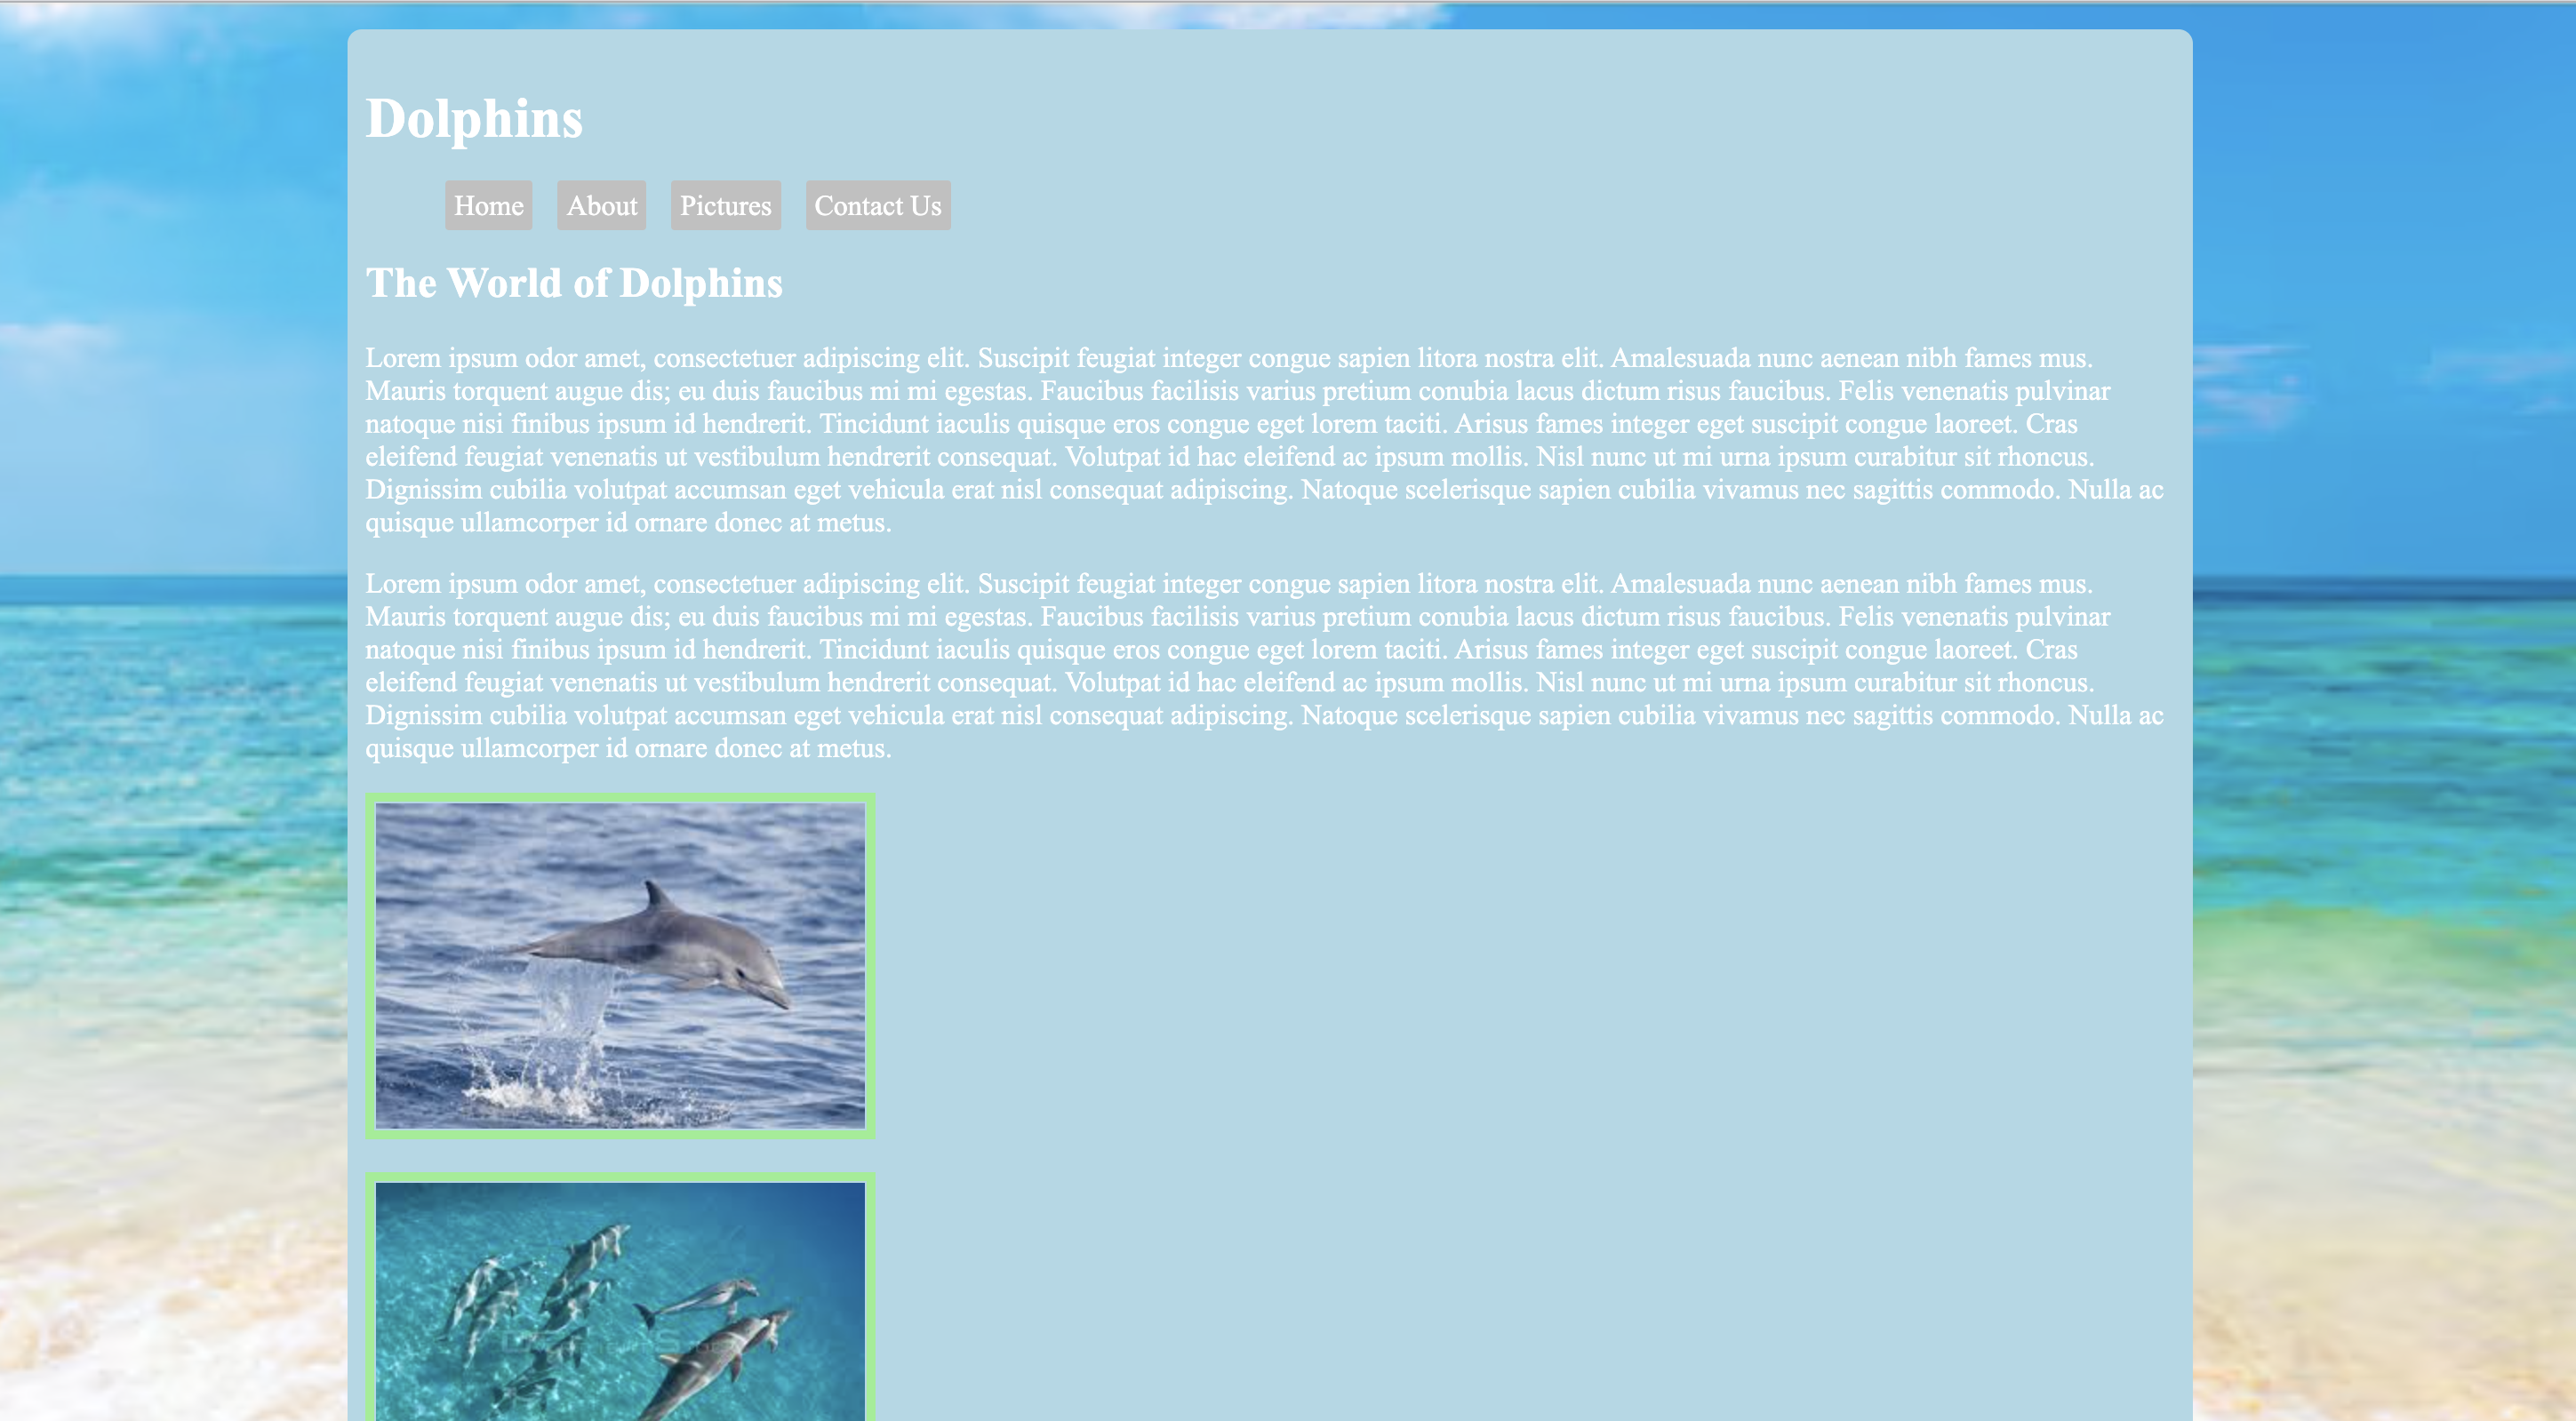 Dolphins
Home About Pictures Contact Us
The World of Dolphins
Lorem ipsum odor amet, consectetuer adipiscing elit. Suscipit feugiat integer congue sapien litora nostra elit. Amalesuada nunc aenean nibh fames mus.
Mauris torquent augue dis; eu duis faucibus mi mi egestas. Faucibus facilisis varius pretium conubia lacus dictum risus faucibus. Felis venenatis pulvinar
natoque nisi finibus ipsum id hendrerit. Tincidunt iaculis quisque eros congue eget lorem taciti. Arisus fames integer eget suscipit congue laoreet. Cras
eleifend feugiat venenatis ut vestibulum hendrerit consequat. Volutpat id hac eleifend ac ipsum mollis. Nisl nunc ut mi urna ipsum curabitur sit rhoncus.
Dignissim cubilia volutpat accumsan eget vehicula erat nisl consequat adipiscing. Natoque scelerisque sapien cubilia vivamus nec sagittis commodo. Nulla ac
quisque ullamcorper id ornare donec at metus.
Lorem ipsum odor amet, consectetuer adipiscing elit. Suscipit feugiat integer congue sapien litora nostra elit. Amalesuada nunc aenean nibh fames mus.
Mauris torquent augue dis; eu duis faucibus mi mi egestas. Faucibus facilisis varius pretium conubia lacus dictum risus faucibus. Felis venenatis pulvinar
natoque nisi finibus ipsum id hendrerit. Tincidunt iaculis quisque eros congue eget lorem taciti. Arisus fames integer eget suscipit congue laoreet. Cras
eleifend feugiat venenatis ut vestibulum hendrerit consequat. Volutpat id hac eleifend ac ipsum mollis. Nisl nunc ut mi urna ipsum curabitur sit rhoncus.
Dignissim cubilia volutpat accumsan eget vehicula erat nisl consequat adipiscing. Natoque scelerisque sapien cubilia vivamus nec sagittis commodo. Nulla ac
quisque ullamcorper id ornare donec at metus.